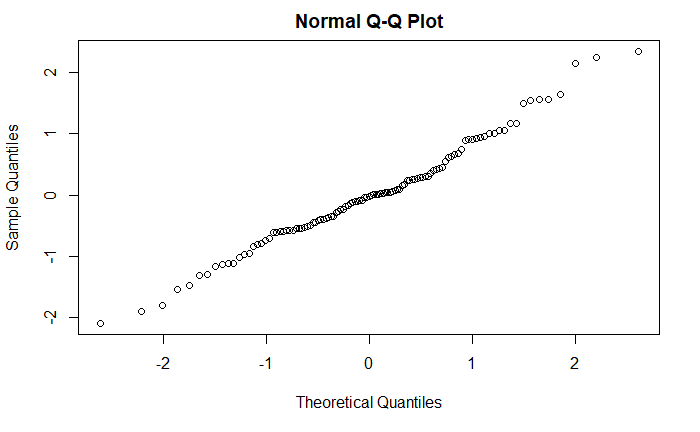 Normal Q-Q Plot
Sample Quantiles
2
1
0
-1
-2
-2 -1 0 1 2
Theoretical Quantiles